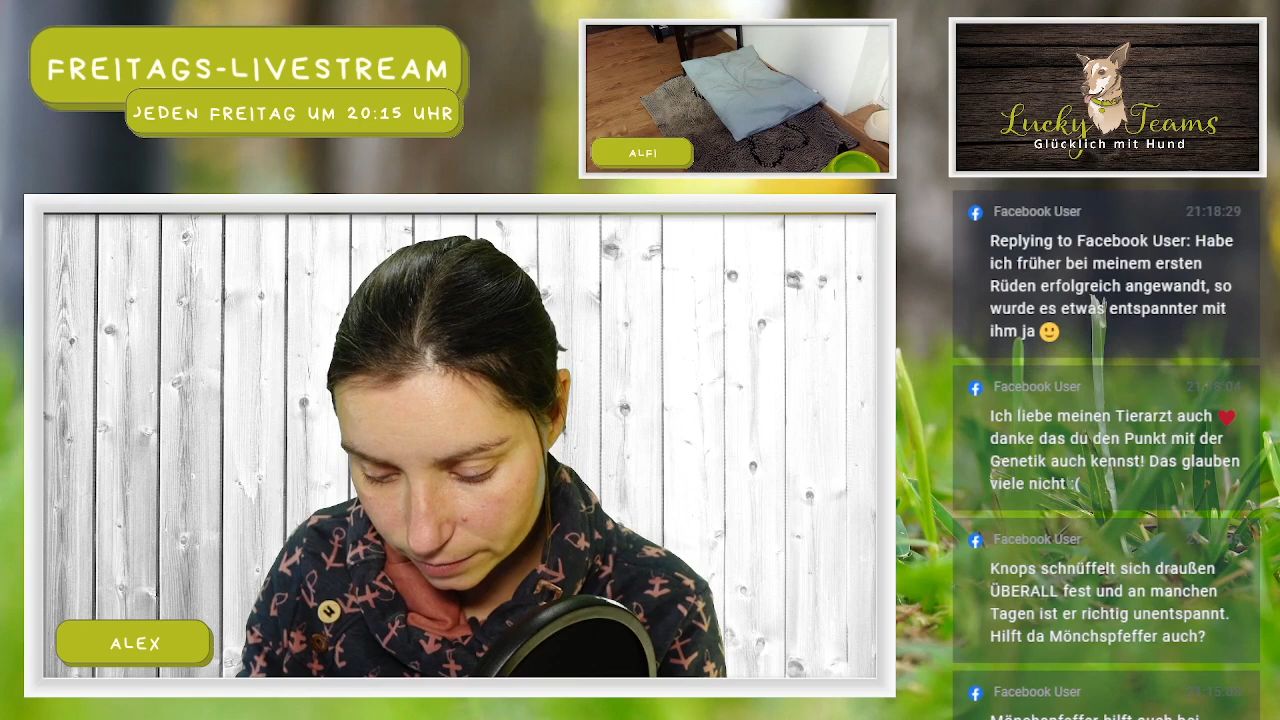 FREITAGS-LIVESTREAM
JEDEN FREITAG UM 20:15 UHR
ALFI
Lucky Teams
Glücklich mit Hund
ALEX
Facebook User 21:18:29
Replying to Facebook User: Habe
ich früher bei meinem ersten
Rüden erfolgreich angewandt, so
wurde es etwas entspannter mit
ihm ja 🙂
Facebook User
Ich liebe meinen Tierarzt auch ❤️
danke das du den Punkt mit der
Genetik auch kennst! Das glauben
viele nicht :(
Facebook User
Knops schnüffelt sich draußen
ÜBERALL fest und an manchen
Tagen ist er richtig unentspannt.
Hilft da Mönchspfeffer auch?
Facebook User
Mönchspfeffer hilft auch bei